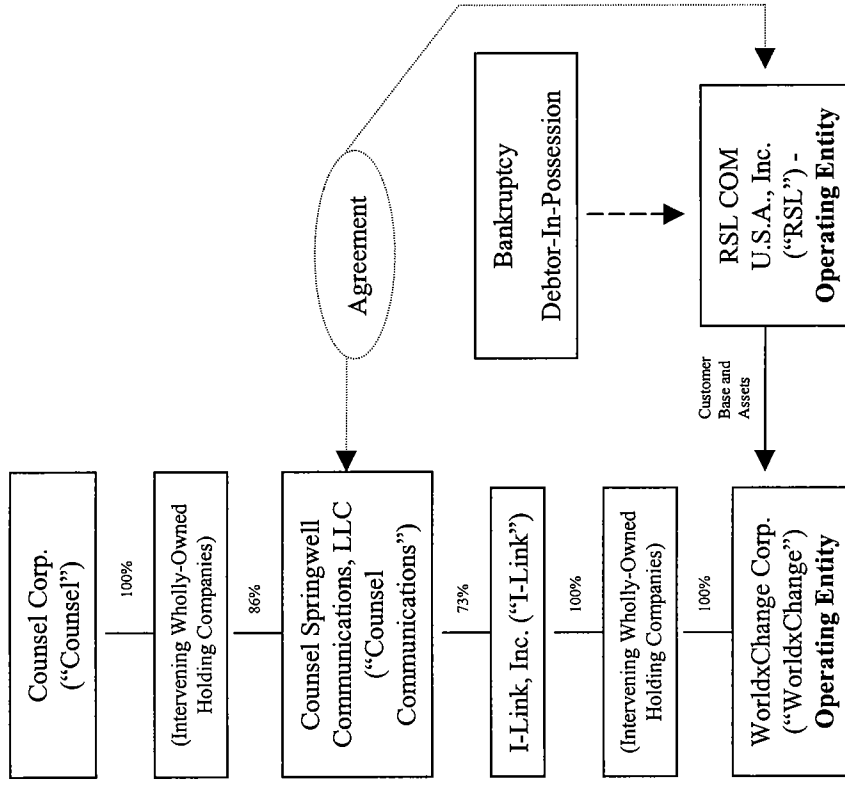 Counsel Corp.
(“Counsel”)
100%
(Intervening Wholly-Owned
Holding Companies)
86%
Counsel Springwell
Communications, LLC
(“Counsel
Communications”)
73%
I-Link, Inc. (“I-Link”)
100%
(Intervening Wholly-Owned
Holding Companies)
100%
WorldxChange Corp.
(“WorldxChange”)
Operating Entity
Agreement
Bankruptcy
Debtor-In-Possession
Customer
Base and
Assets
RSL COM
U.S.A., Inc.
(“RSL”) -
Operating Entity